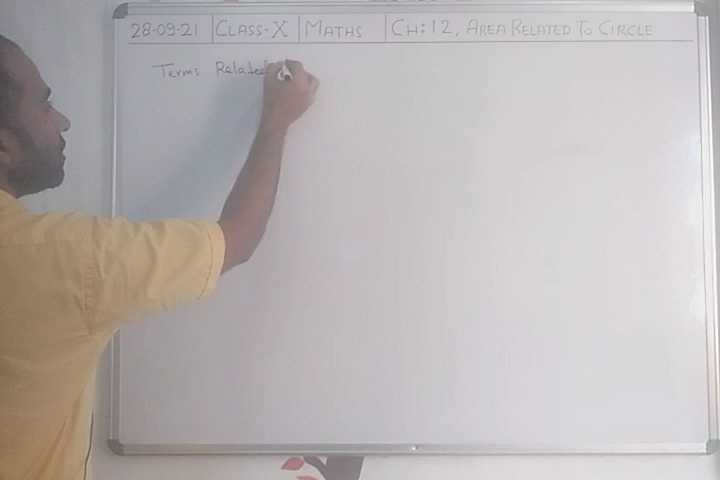 28-09-21 CLASS-X MATHS CH:12, AREA RELATED TO CIRCLE
Terms Related